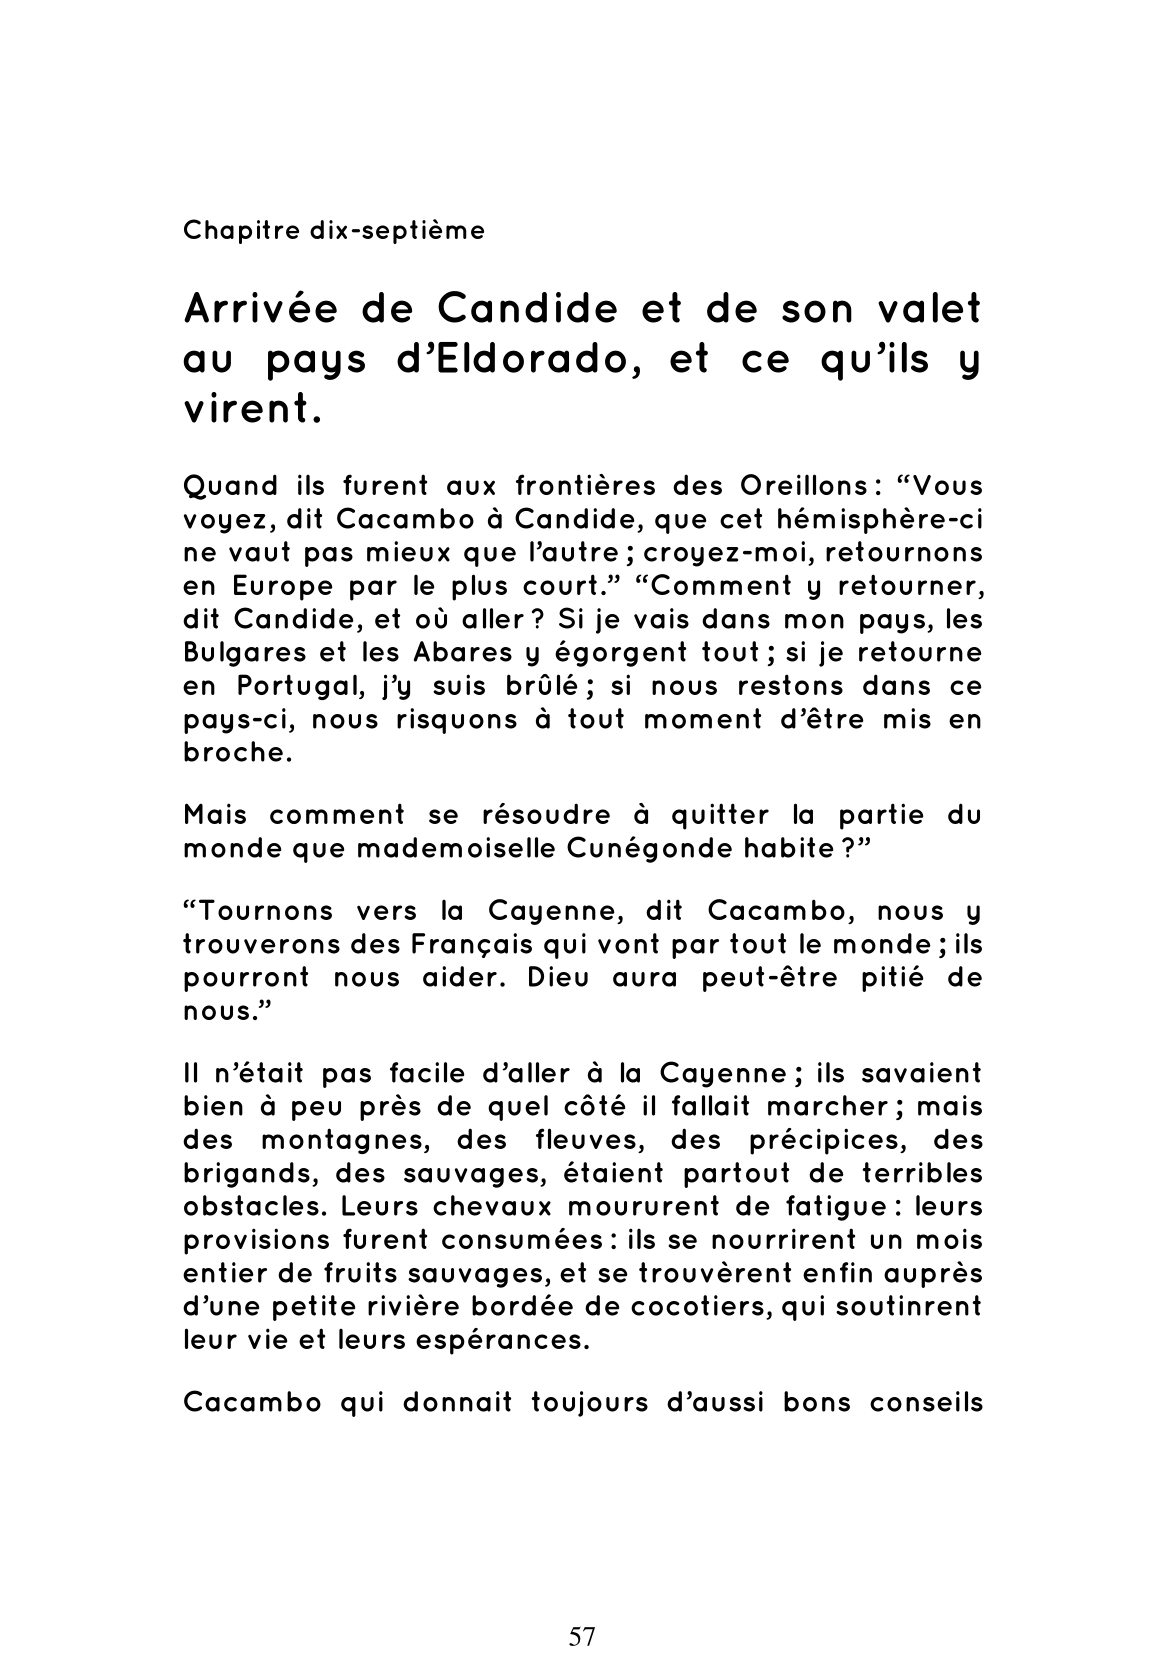 Chapitre dix-septième
Arrivée de Candide et de son valet
au pays d’Eldorado, et ce qu’ils y
virent.
Quand ils furent aux frontières des Oreillons : “Vous
voyez, dit Cacambo à Candide, que cet hémisphère-ci
ne vaut pas mieux que l’autre ; croyez-moi, retournons
en Europe par le plus court.” “Comment y retourner,
dit Candide, et où aller ? Si je vais dans mon pays, les
Bulgares et les Abares y égorgent tout ; si je retourne
en Portugal, j’y suis brûlé ; si nous restons dans ce
pays-ci, nous risquons à tout moment d’être mis en
broche.
Mais comment se résoudre à quitter la partie du
monde que mademoiselle Cunégonde habite ?”
“Tournons vers la Cayenne, dit Cacambo, nous y
trouverons des Français qui vont par tout le monde ; ils
pourront nous aider. Dieu aura peut-être pitié de
nous.”
Il n’était pas facile d’aller à la Cayenne ; ils savaient
bien à peu près de quel côté il fallait marcher ; mais
des montagnes, des fleuves, des précipices, des
brigands, des sauvages, étaient partout de terribles
obstacles. Leurs chevaux moururent de fatigue : leurs
provisions furent consumées : ils se nourrirent un mois
entier de fruits sauvages, et se trouvèrent enfin auprès
d’une petite rivière bordée de cocotiers, qui soutinrent
leur vie et leurs espérances.
Cacambo qui donnait toujours d’aussi bons conseils
57